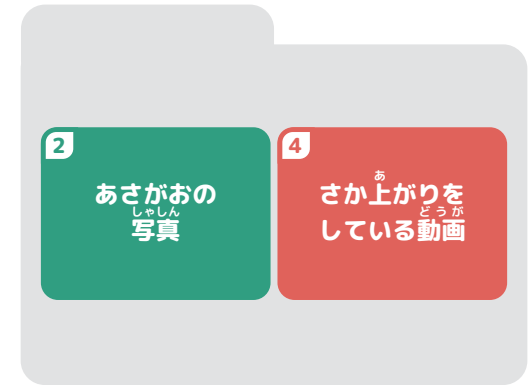 2
あさがおの
しゃしん
写真
4
あ
さか上がりを
どうが
している動画